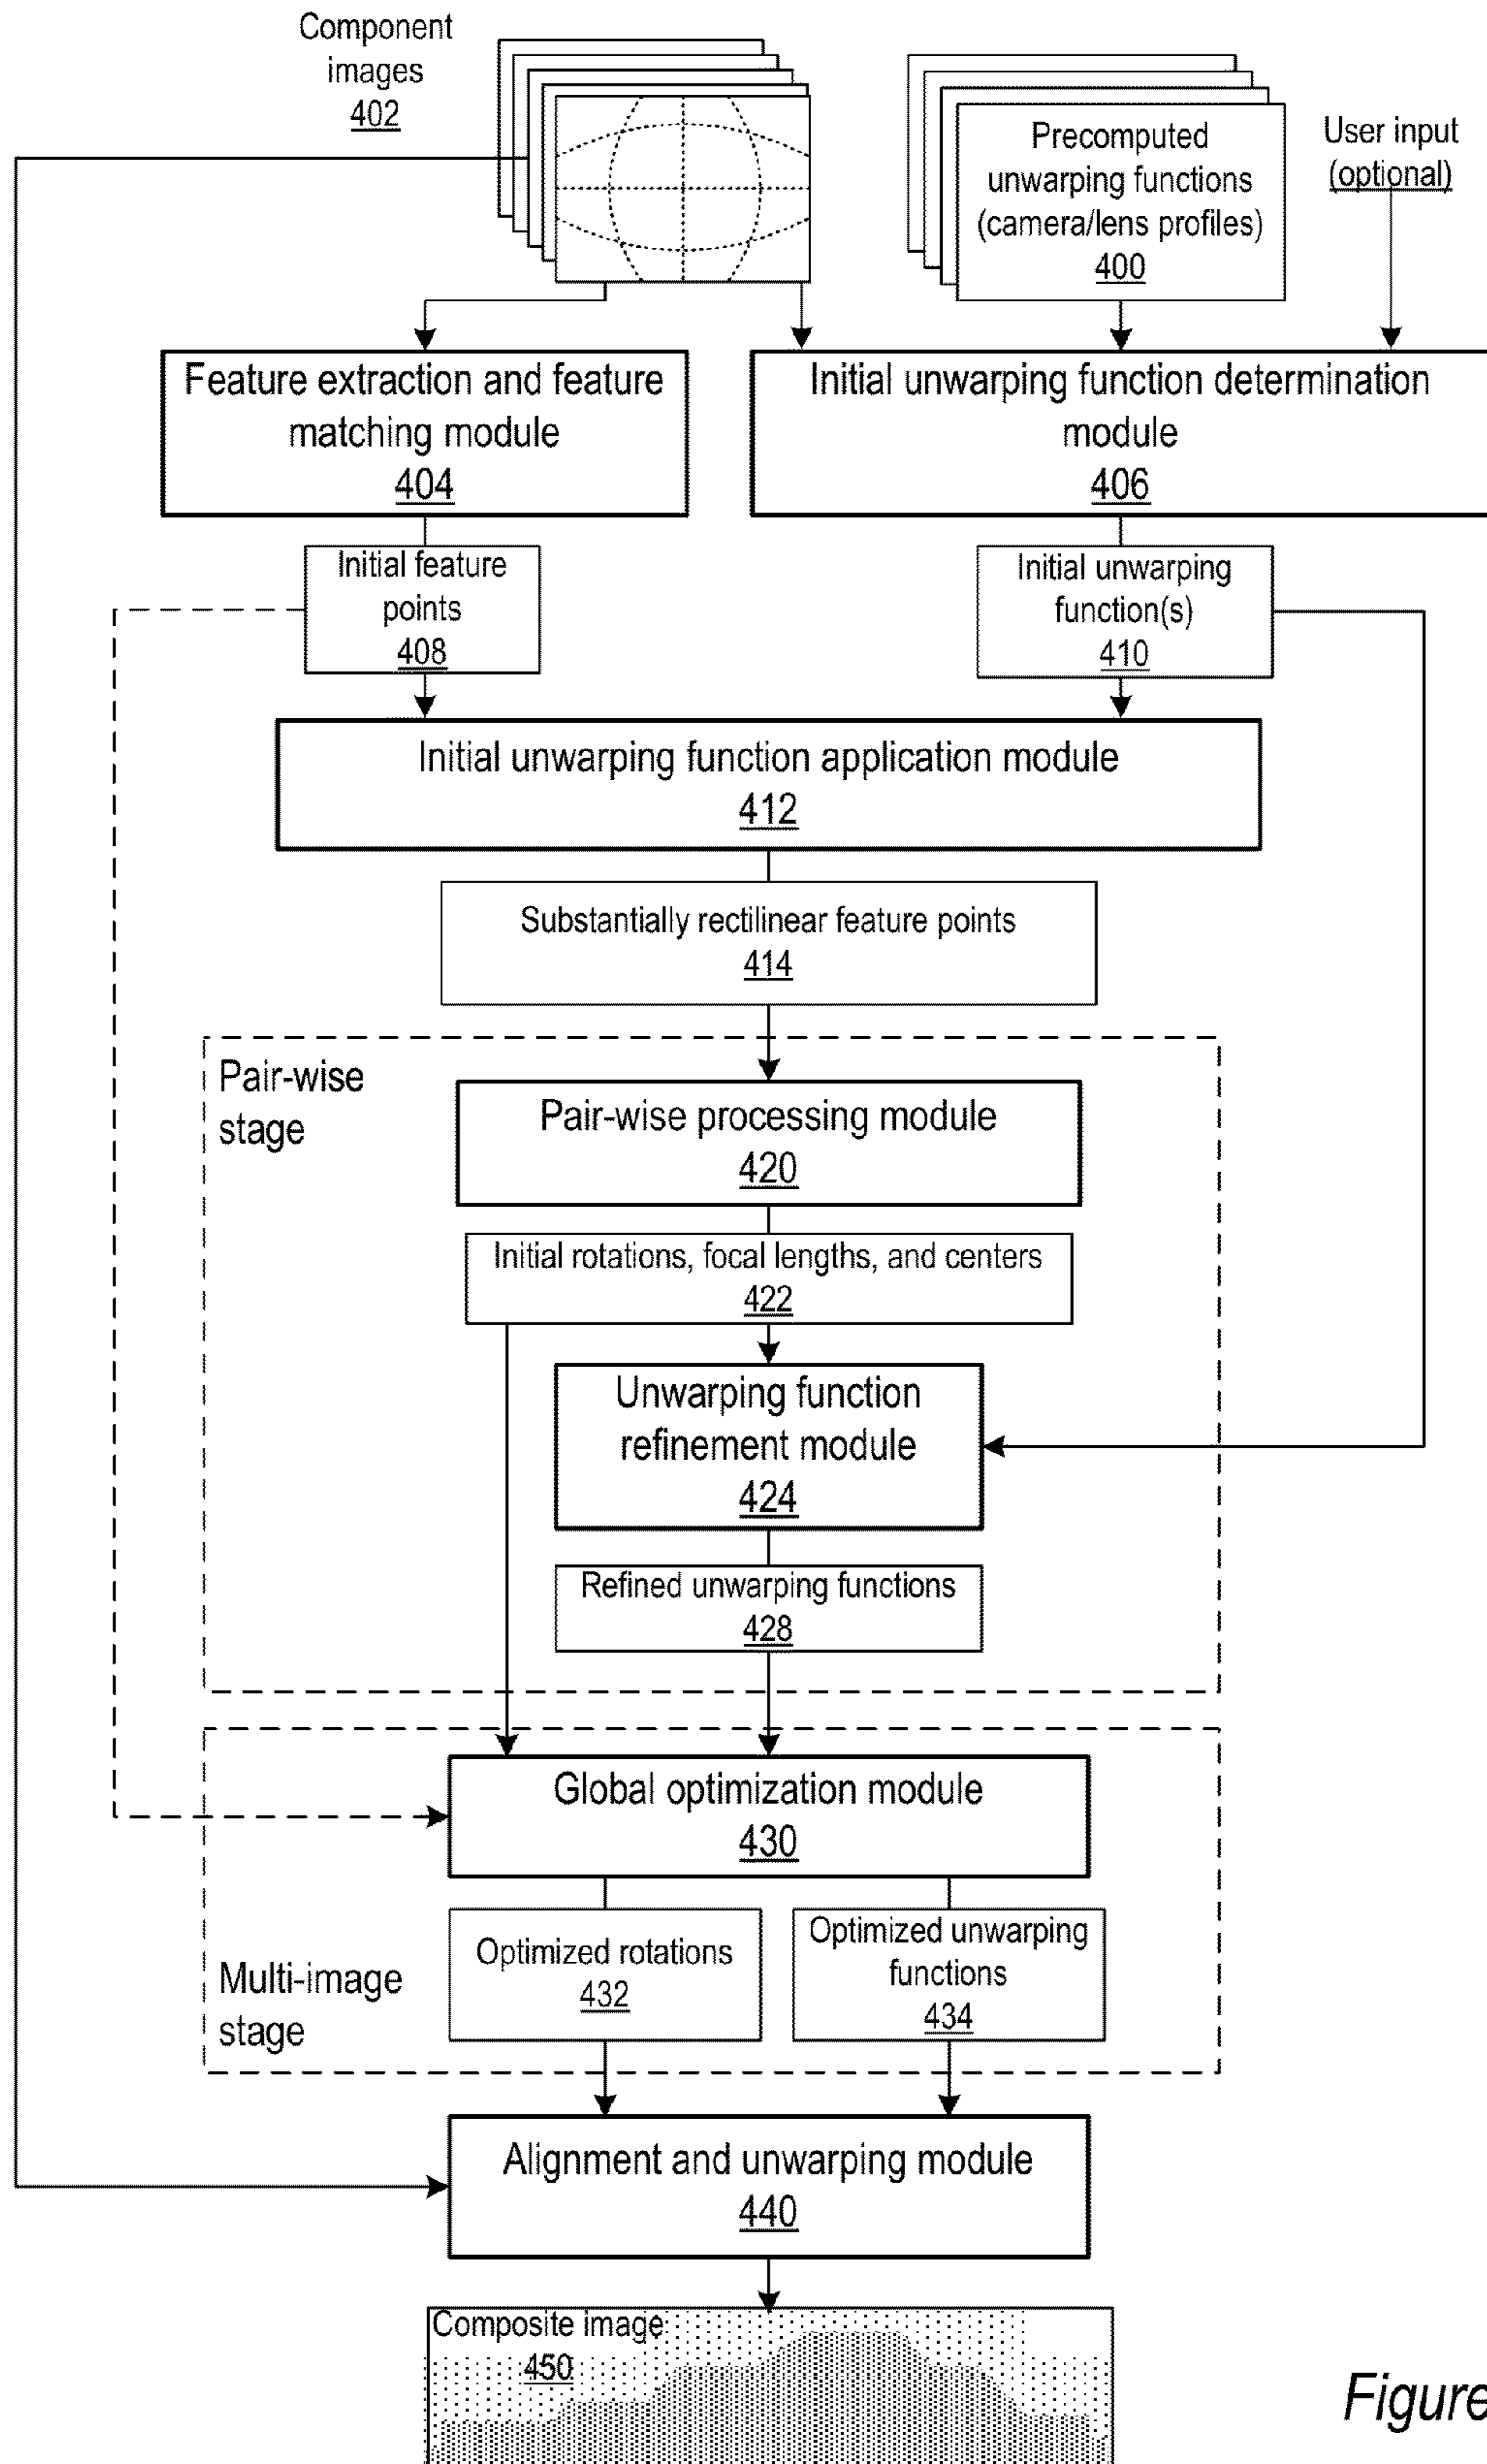 Component
images
402
Precomputed
unwarping functions
(camera/lens profiles)
400
User input
(optional)
Feature extraction and feature
matching module
404
Initial unwarping function determination
module
406
Initial feature
points
408
Initial unwarping
function(s)
410
Initial unwarping function application module
412
Substantially rectilinear feature points
414
Pair-wise
stage
Pair-wise processing module
420
Initial rotations, focal lengths, and centers
422
Unwarping function
refinement module
424
Refined unwarping functions
428
Global optimization module
430
Optimized rotations
432
Optimized unwarping
functions
434
Multi-image
stage
Alignment and unwarping module
440
Composite image
450
Figure